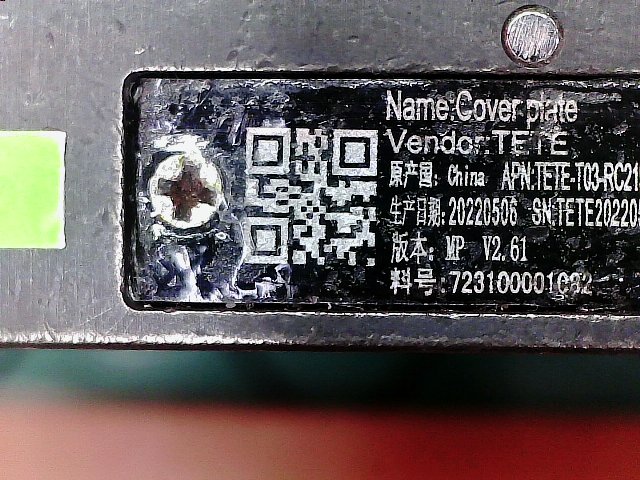 Name:Cover plate
Vendor:TETE
原产国: China APN:TETE-T03-RC21
生产日期:20220506 SN:TETE202205
版本: MP V2.61
料号:723100001082